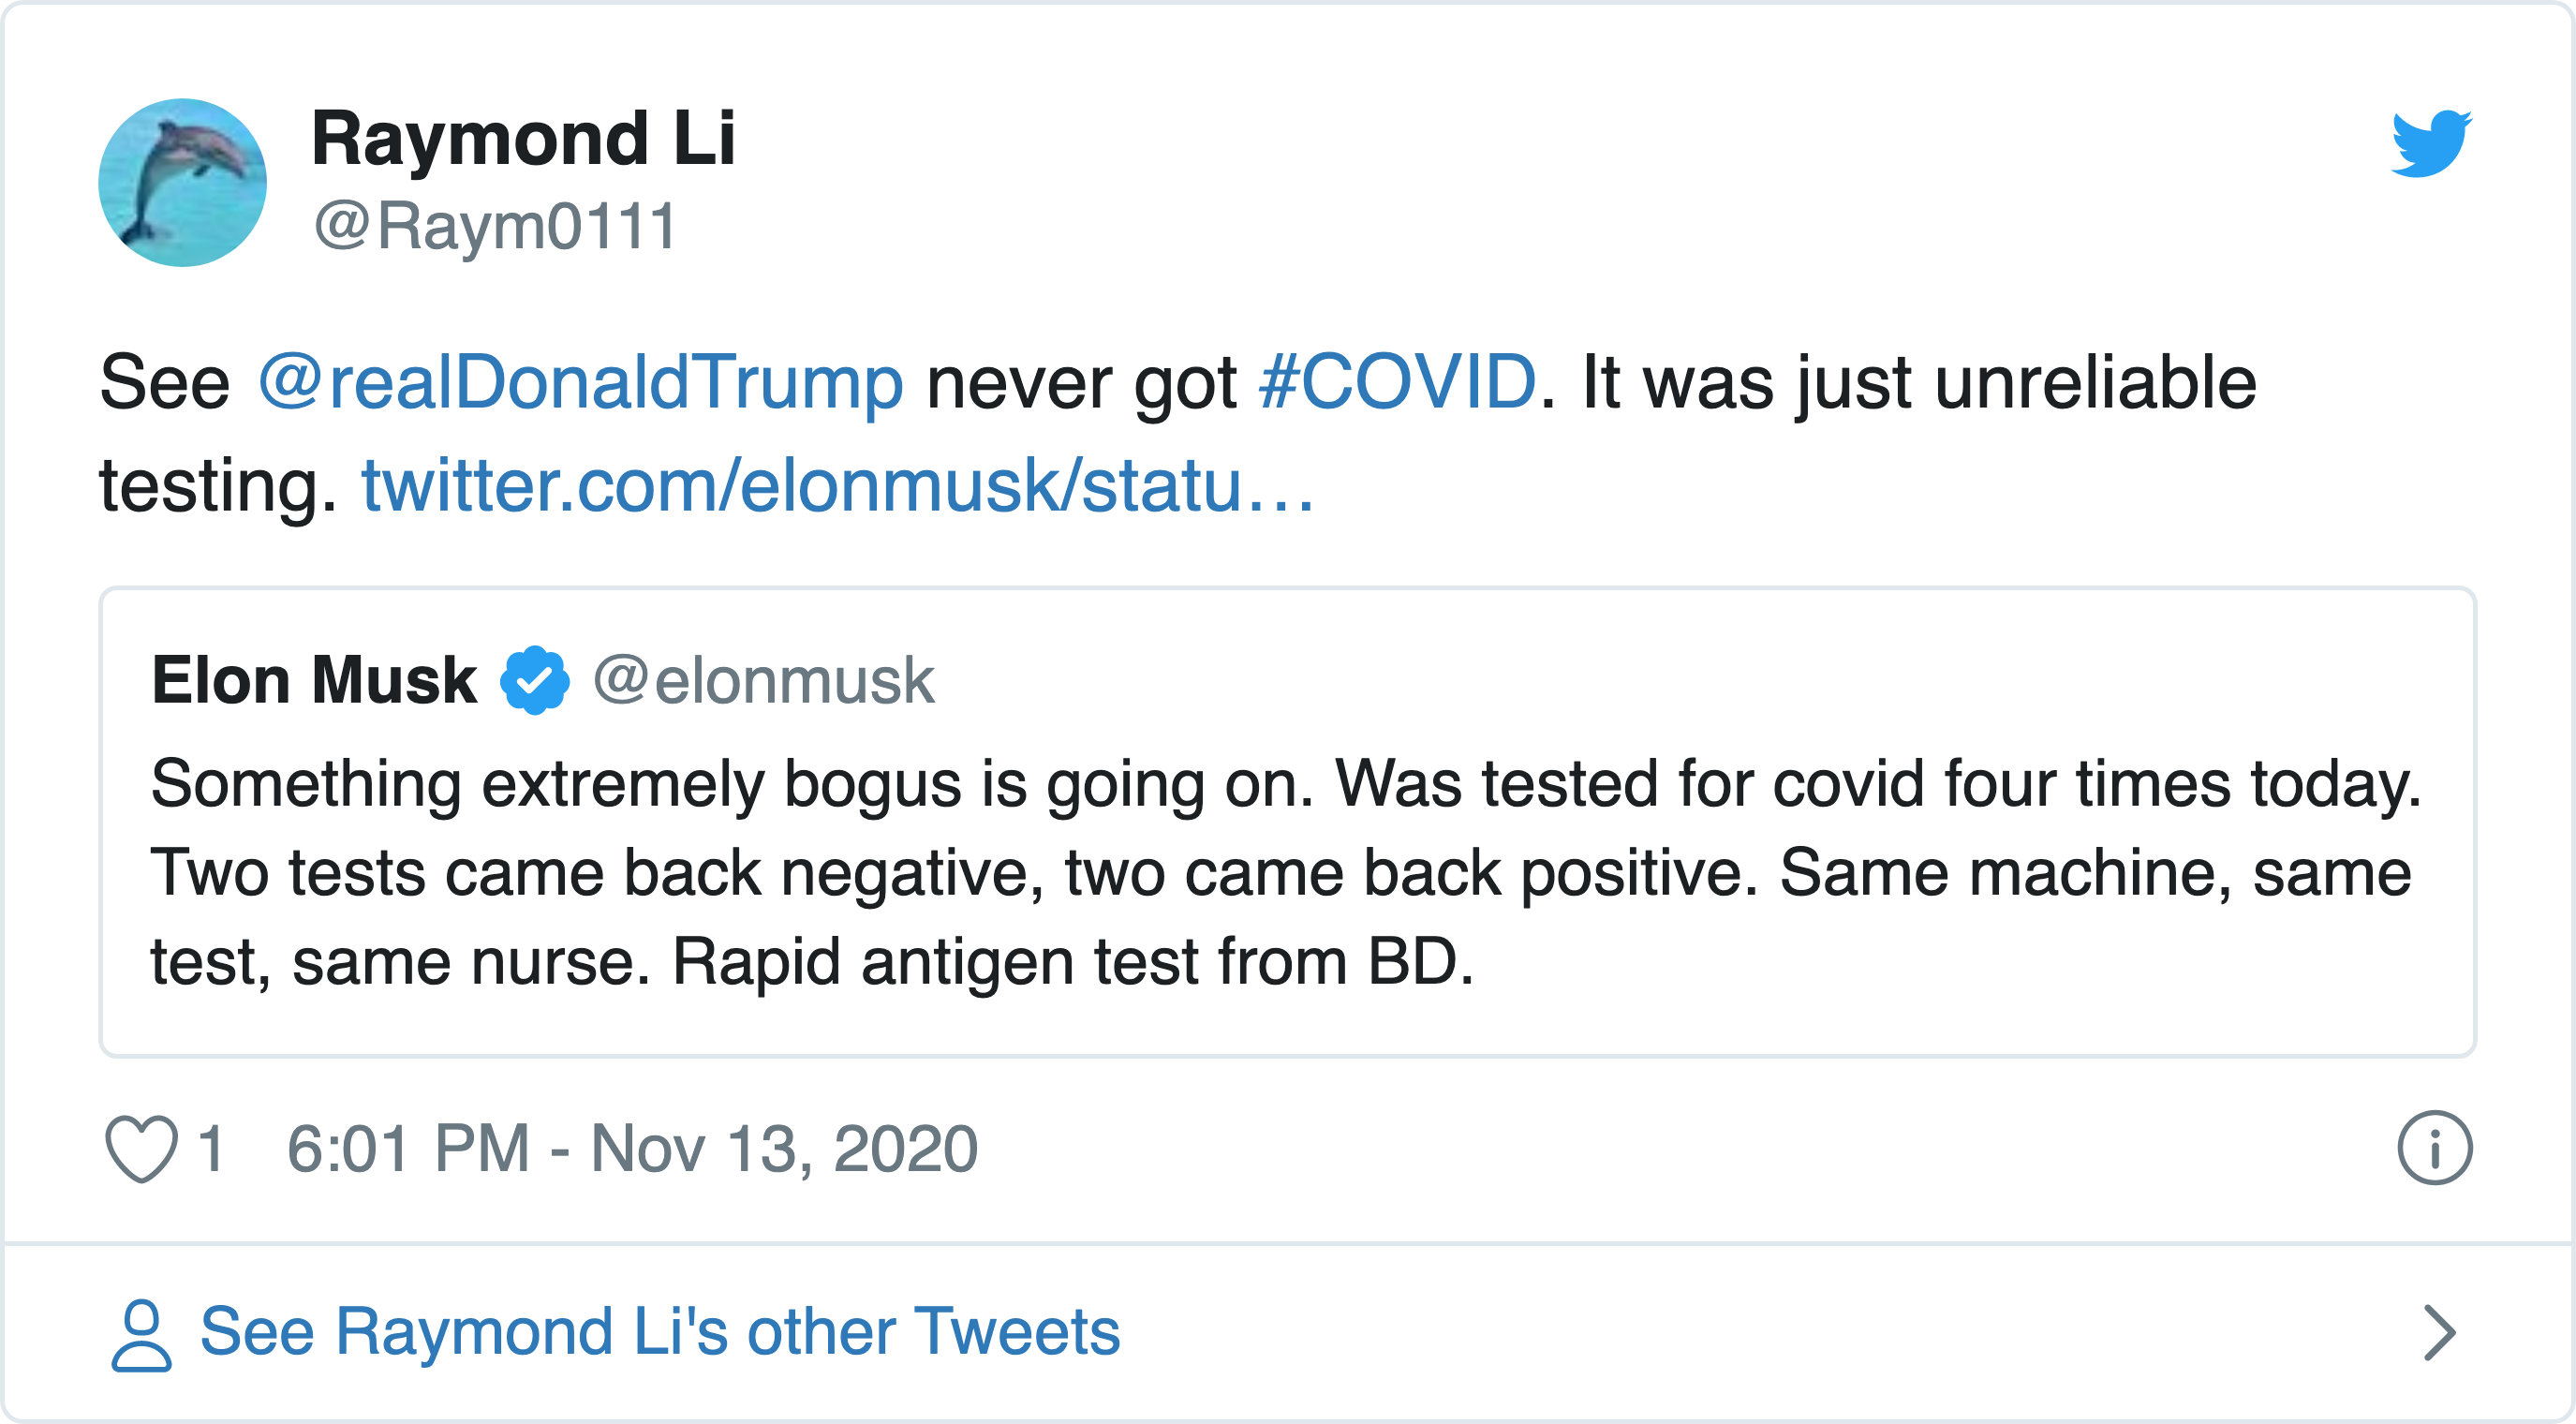 Raymond Li
@Raym0111
See @realDonaldTrump never got #COVID. It was just unreliable
testing. twitter.com/elonmusk/statu…
Elon Musk @elonmusk
Something extremely bogus is going on. Was tested for covid four times today.
Two tests came back negative, two came back positive. Same machine, same
test, same nurse. Rapid antigen test from BD.
1 6:01 PM - Nov 13, 2020
See Raymond Li's other Tweets